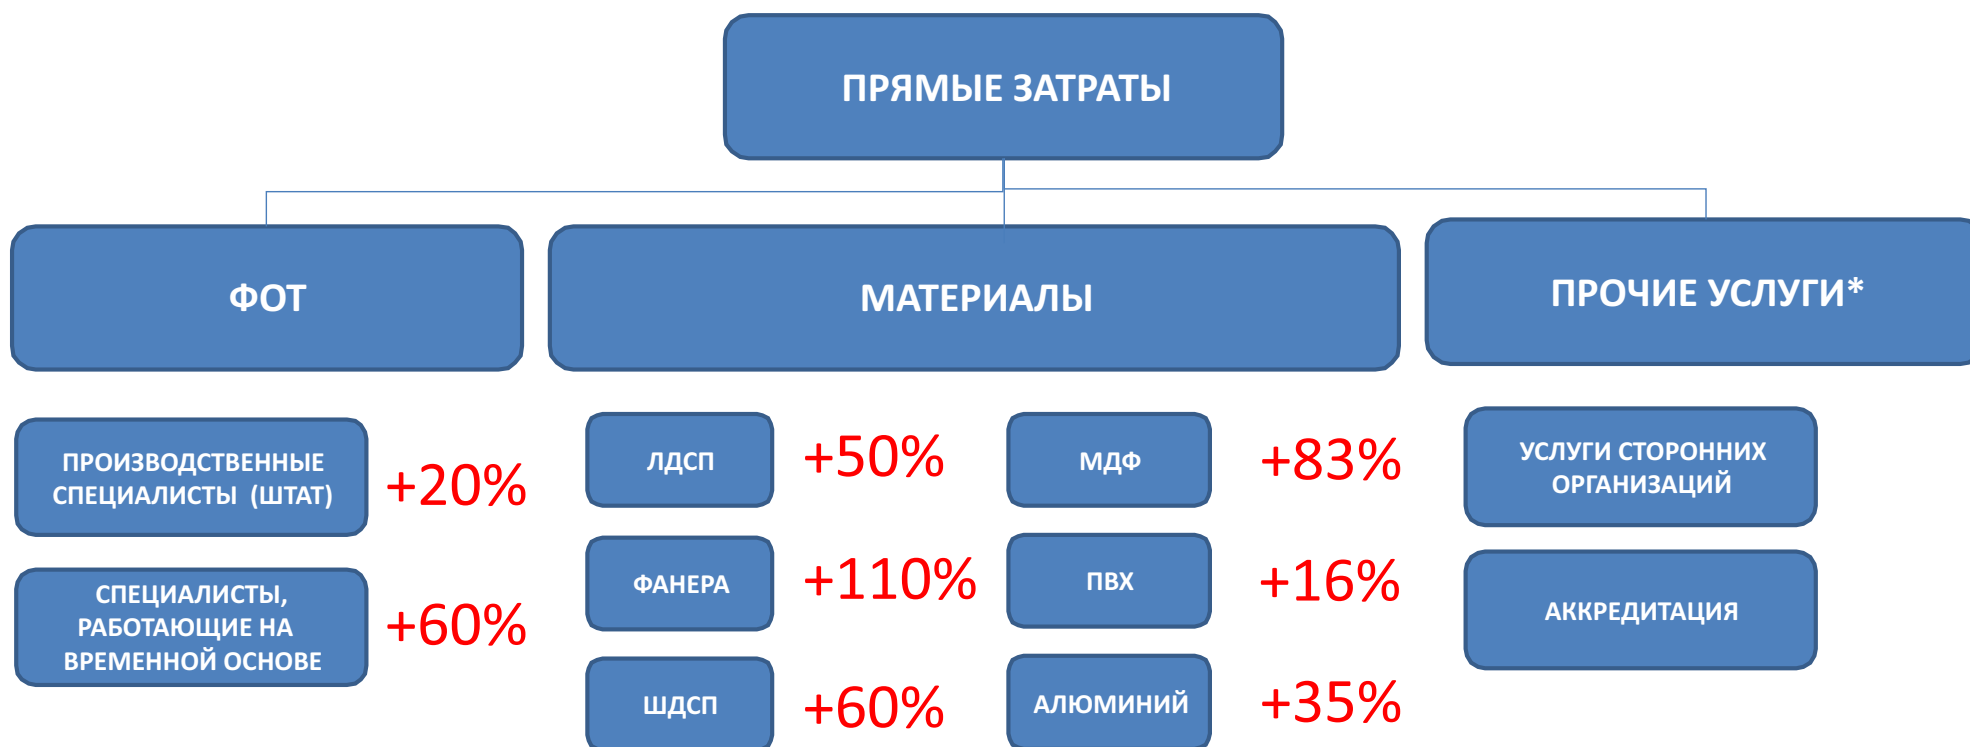 ПРЯМЫЕ ЗАТРАТЫ
ФОТ
МАТЕРИАЛЫ
ПРОЧИЕ УСЛУГИ*
ПРОИЗВОДСТВЕННЫЕ
СПЕЦИАЛИСТЫ (ШТАТ)
+20%
СПЕЦИАЛИСТЫ,
РАБОТАЮЩИЕ НА
ВРЕМЕННОЙ ОСНОВЕ
+60%
ЛДСП
+50%
ФАНЕРА
+110%
ШДСП
+60%
МДФ
+83%
ПВХ
+16%
АЛЮМИНИЙ
+35%
УСЛУГИ СТОРОННИХ
ОРГАНИЗАЦИЙ
АККРЕДИТАЦИЯ